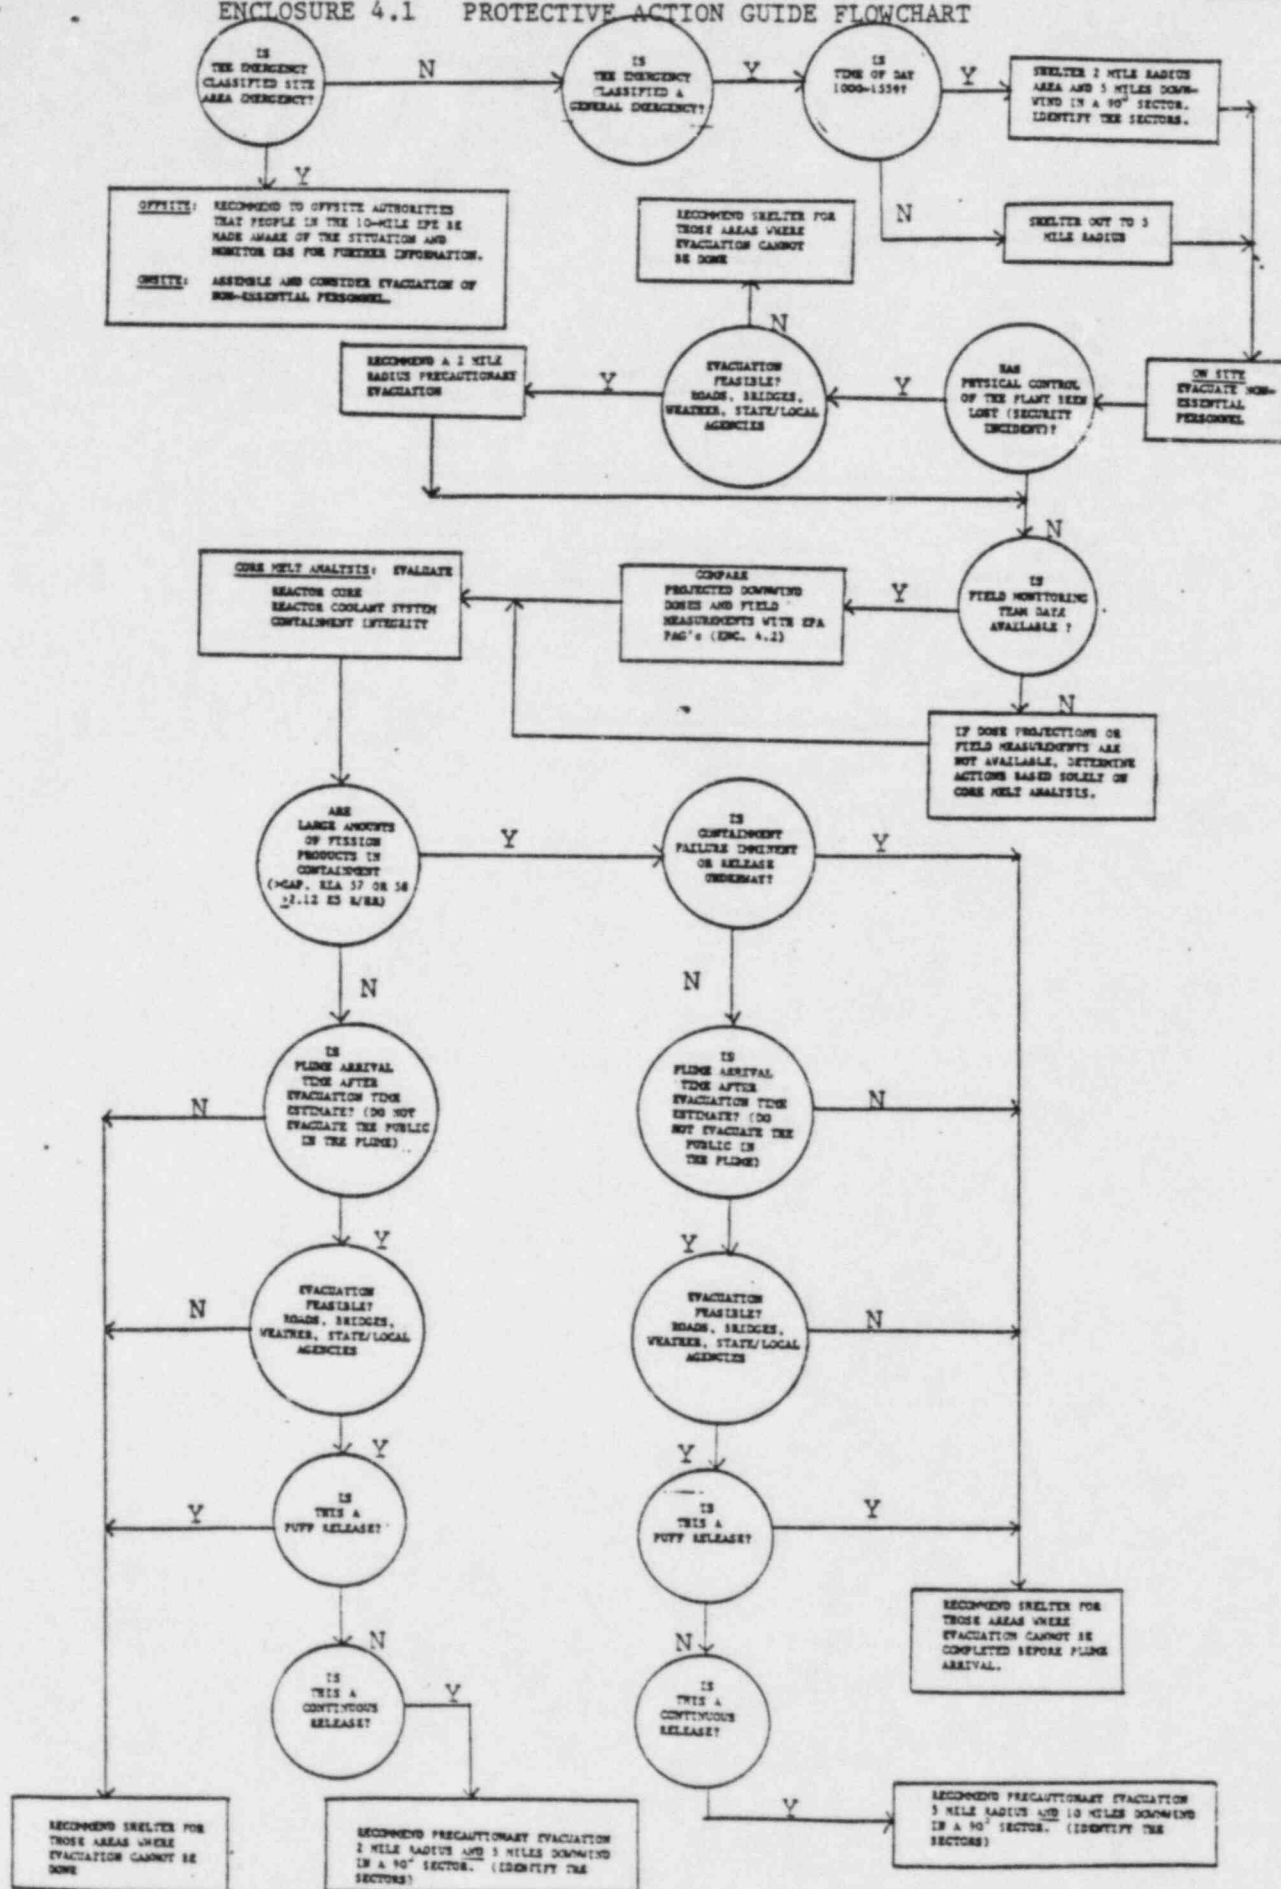 ENCLOSURE 4.1 PROTECTIVE ACTION GUIDE FLOWCHART
IS
THE EMERGENCY
CLASSIFIED SITE
AREA EMERGENCY?
N
IS
THE EMERGENCY
CLASSIFIED A
GENERAL EMERGENCY?
Y
IS
TIME OF DAY
1000-1559?
Y
SHELTER 2 MILE RADIUS
AREA AND 5 MILES DOWN-
WIND IN A 90° SECTOR.
IDENTIFY THE SECTORS.
Y
OFFSITE: RECOMMEND TO OFFSITE AUTHORITIES
THAT PEOPLE IN THE 10-MILE EPZ BE
MADE AWARE OF THE SITUATION AND
MONITOR EBS FOR FURTHER INFORMATION.
ONSITE: ASSEMBLE AND CONSIDER EVACUATION OF
NON-ESSENTIAL PERSONNEL.
RECOMMEND SHELTER FOR
THOSE AREAS WHERE
EVACUATION CANNOT
BE DONE
N
SHELTER OUT TO 5
MILE RADIUS
N
RECOMMEND A 2 MILE
RADIUS PRECAUTIONARY
EVACUATION
Y
EVACUATION
FEASIBLE?
ROADS, BRIDGES,
WEATHER, STATE/LOCAL
AGENCIES
Y
HAS
PHYSICAL CONTROL
OF THE PLANT BEEN
LOST (SECURITY
INCIDENT)?
ON SITE
EVACUATE NON-
ESSENTIAL
PERSONNEL
N
CORE MELT ANALYSIS: EVALUATE
REACTOR CORE
REACTOR COOLANT SYSTEM
CONTAINMENT INTEGRITY
COMPARE
PROJECTED DOWNWIND
DOSES AND FIELD
MEASUREMENTS WITH EPA
PAG's (ENC. 4.2)
Y
IS
FIELD MONITORING
TEAM DATA
AVAILABLE ?
N
IF DOSE PROJECTIONS OR
FIELD MEASUREMENTS ARE
NOT AVAILABLE, DETERMINE
ACTIONS BASED SOLELY ON
CORE MELT ANALYSIS.
ARE
LARGE AMOUNTS
OF FISSION
PRODUCTS IN
CONTAINMENT
(>GAP, RIA 57 OR 58
≥2.12 E3 R/HR)
Y
IS
CONTAINMENT
FAILURE IMMINENT
OR RELEASE
UNDERWAY?
Y
N
N
IS
PLUME ARRIVAL
TIME AFTER
EVACUATION TIME
ESTIMATE? (DO NOT
EVACUATE THE PUBLIC
IN THE PLUME)
N
IS
PLUME ARRIVAL
TIME AFTER
EVACUATION TIME
ESTIMATE? (DO
NOT EVACUATE THE
PUBLIC IN
THE PLUME)
N
Y
Y
EVACUATION
FEASIBLE?
ROADS, BRIDGES,
WEATHER, STATE/LOCAL
AGENCIES
N
EVACUATION
FEASIBLE?
ROADS, BRIDGES,
WEATHER, STATE/LOCAL
AGENCIES
N
Y
Y
IS
THIS A
PUFF RELEASE?
Y
IS
THIS A
PUFF RELEASE?
Y
RECOMMEND SHELTER FOR
THOSE AREAS WHERE
EVACUATION CANNOT BE
COMPLETED BEFORE PLUME
ARRIVAL.
N
N
IS
THIS A
CONTINUOUS
RELEASE?
Y
IS
THIS A
CONTINUOUS
RELEASE?
Y
RECOMMEND SHELTER FOR
THOSE AREAS WHERE
EVACUATION CANNOT BE
DONE
RECOMMEND PRECAUTIONARY EVACUATION
2 MILE RADIUS AND 5 MILES DOWNWIND
IN A 90° SECTOR. (IDENTIFY THE
SECTORS)
RECOMMEND PRECAUTIONARY EVACUATION
5 MILE RADIUS AND 10 MILES DOWNWIND
IN A 90° SECTOR. (IDENTIFY THE
SECTORS)